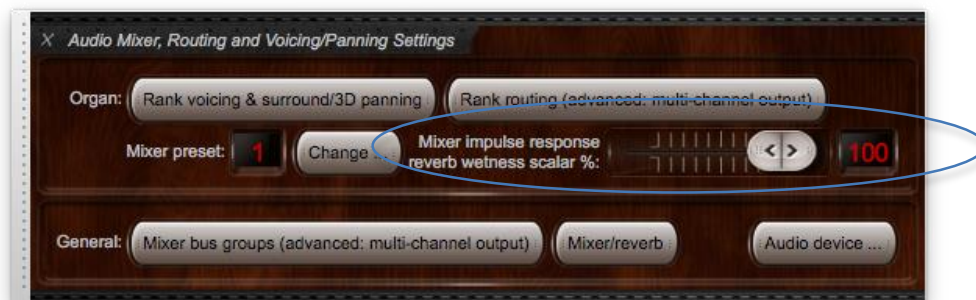 X Audio Mixer, Routing and Voicing/Panning Settings
Organ: Rank voicing & surround/3D panning Rank routing (advanced: multi-channel output)
Mixer preset: 1 Change ... Mixer impulse response
reverb wetness scalar %: 100
General: Mixer bus groups (advanced: multi-channel output) Mixer/reverb Audio device ...